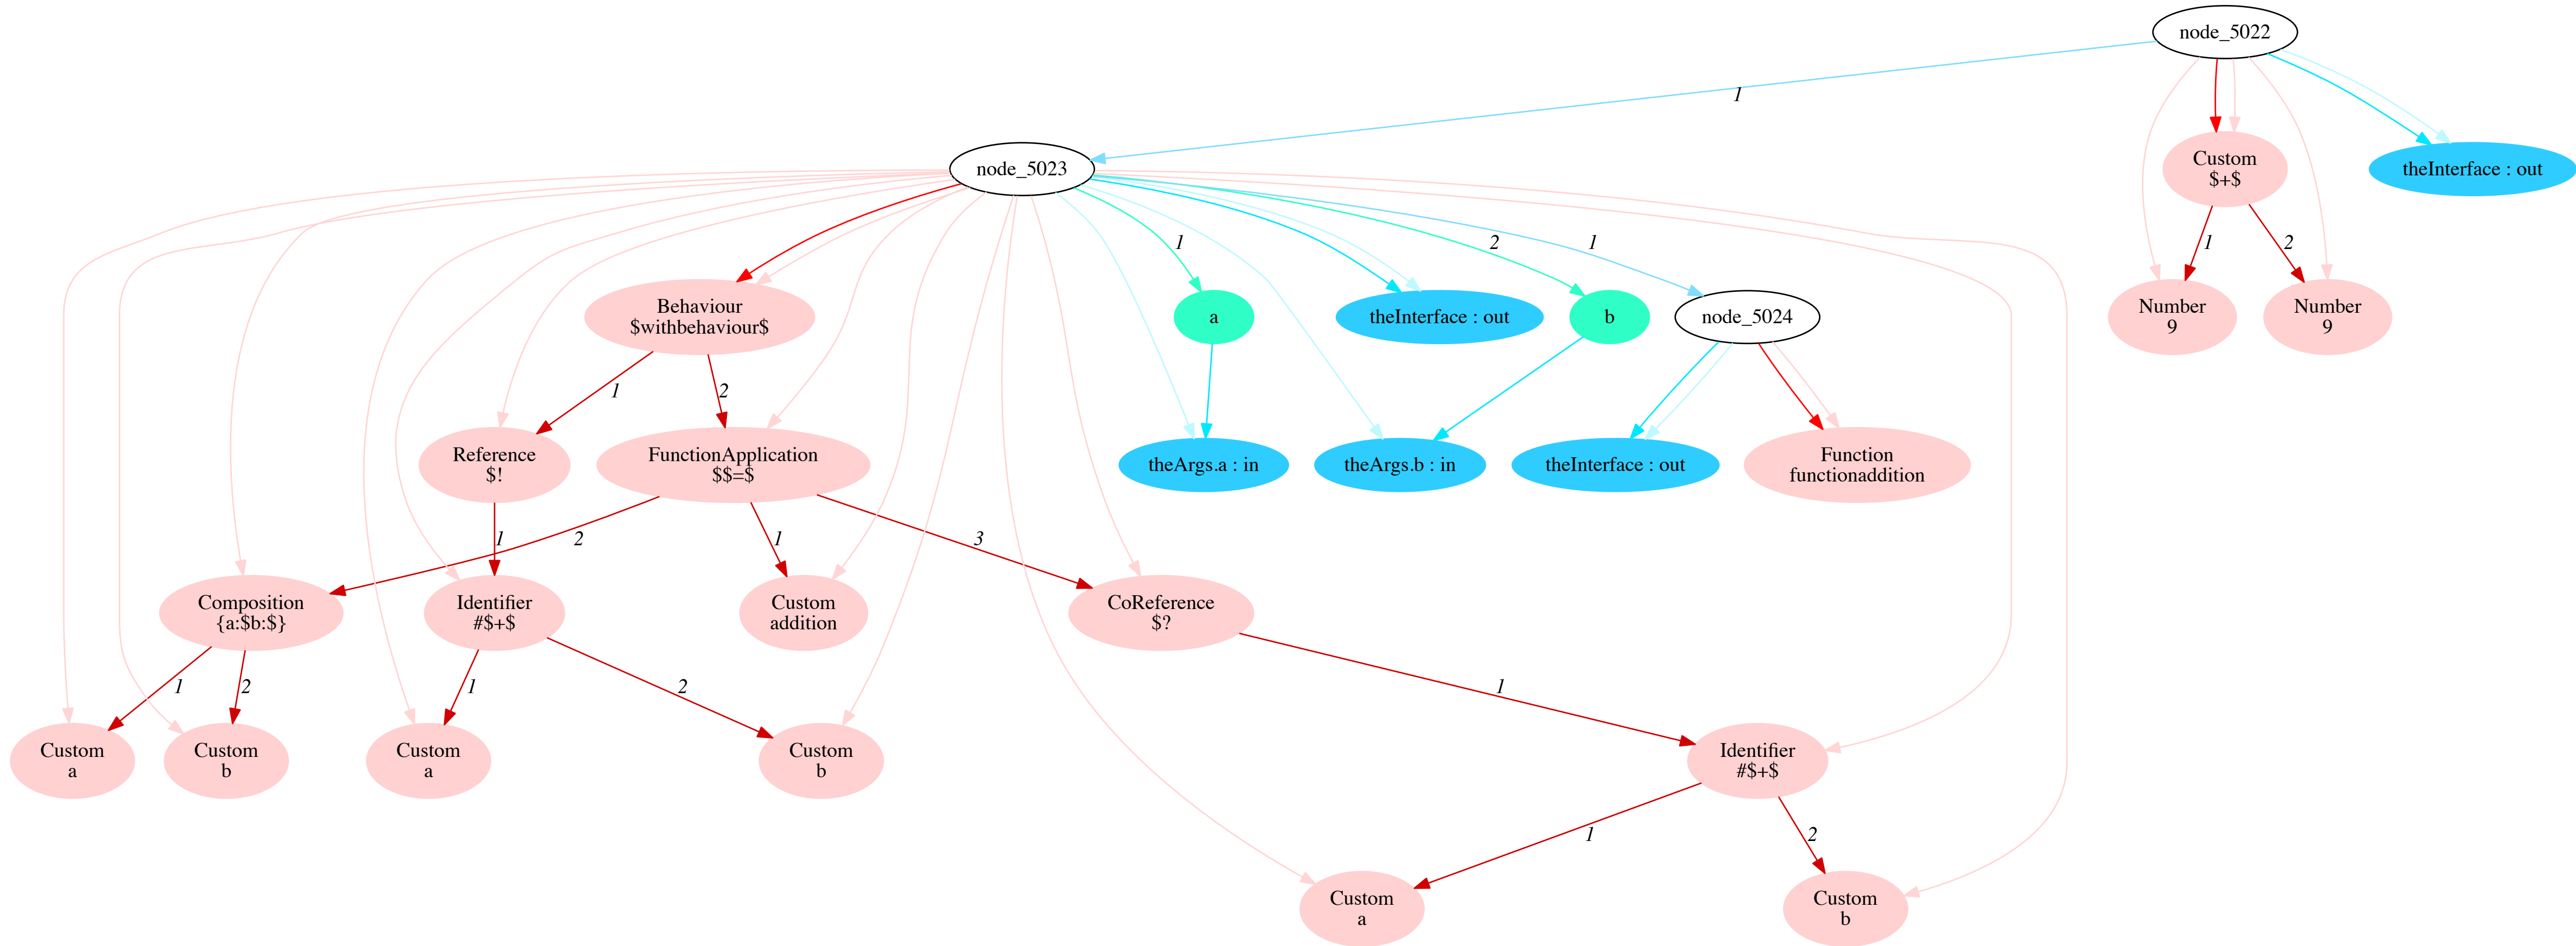 node_5022
1
node_5023
Custom
$+$
theInterface : out
1
2
1
2
1
Behaviour
$withbehaviour$
a
theInterface : out
b
node_5024
Number
9
Number
9
1
2
Reference
$!
FunctionApplication
$$=$
theArgs.a : in
theArgs.b : in
theInterface : out
Function
functionaddition
1
2
1
3
Composition
{a:$b:$}
Identifier
#$+$
Custom
addition
CoReference
$?
1
2
1
2
1
Custom
a
Custom
b
Custom
a
Custom
b
Identifier
#$+$
1
2
Custom
a
Custom
b